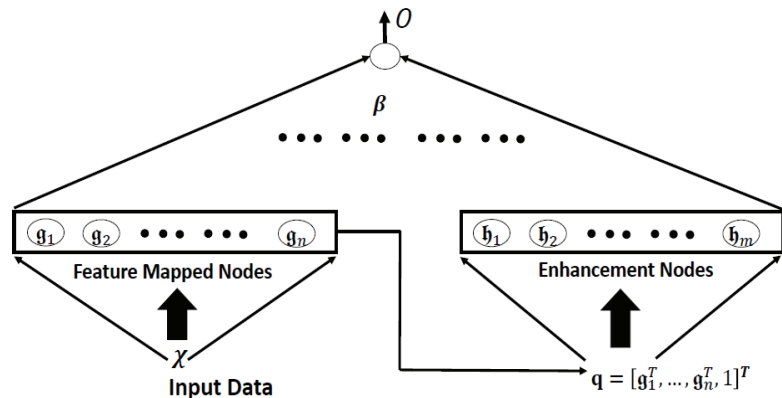 O
β
𝔤₁ 𝔤₂ ••• ••• 𝔤ₙ
𝔥₁ 𝔥₂ ••• ••• 𝔥ₘ
Feature Mapped Nodes
Enhancement Nodes
χ
Input Data
𝐪 = [𝔤₁ᵀ, …, 𝔤ₙᵀ, 1]ᵀ